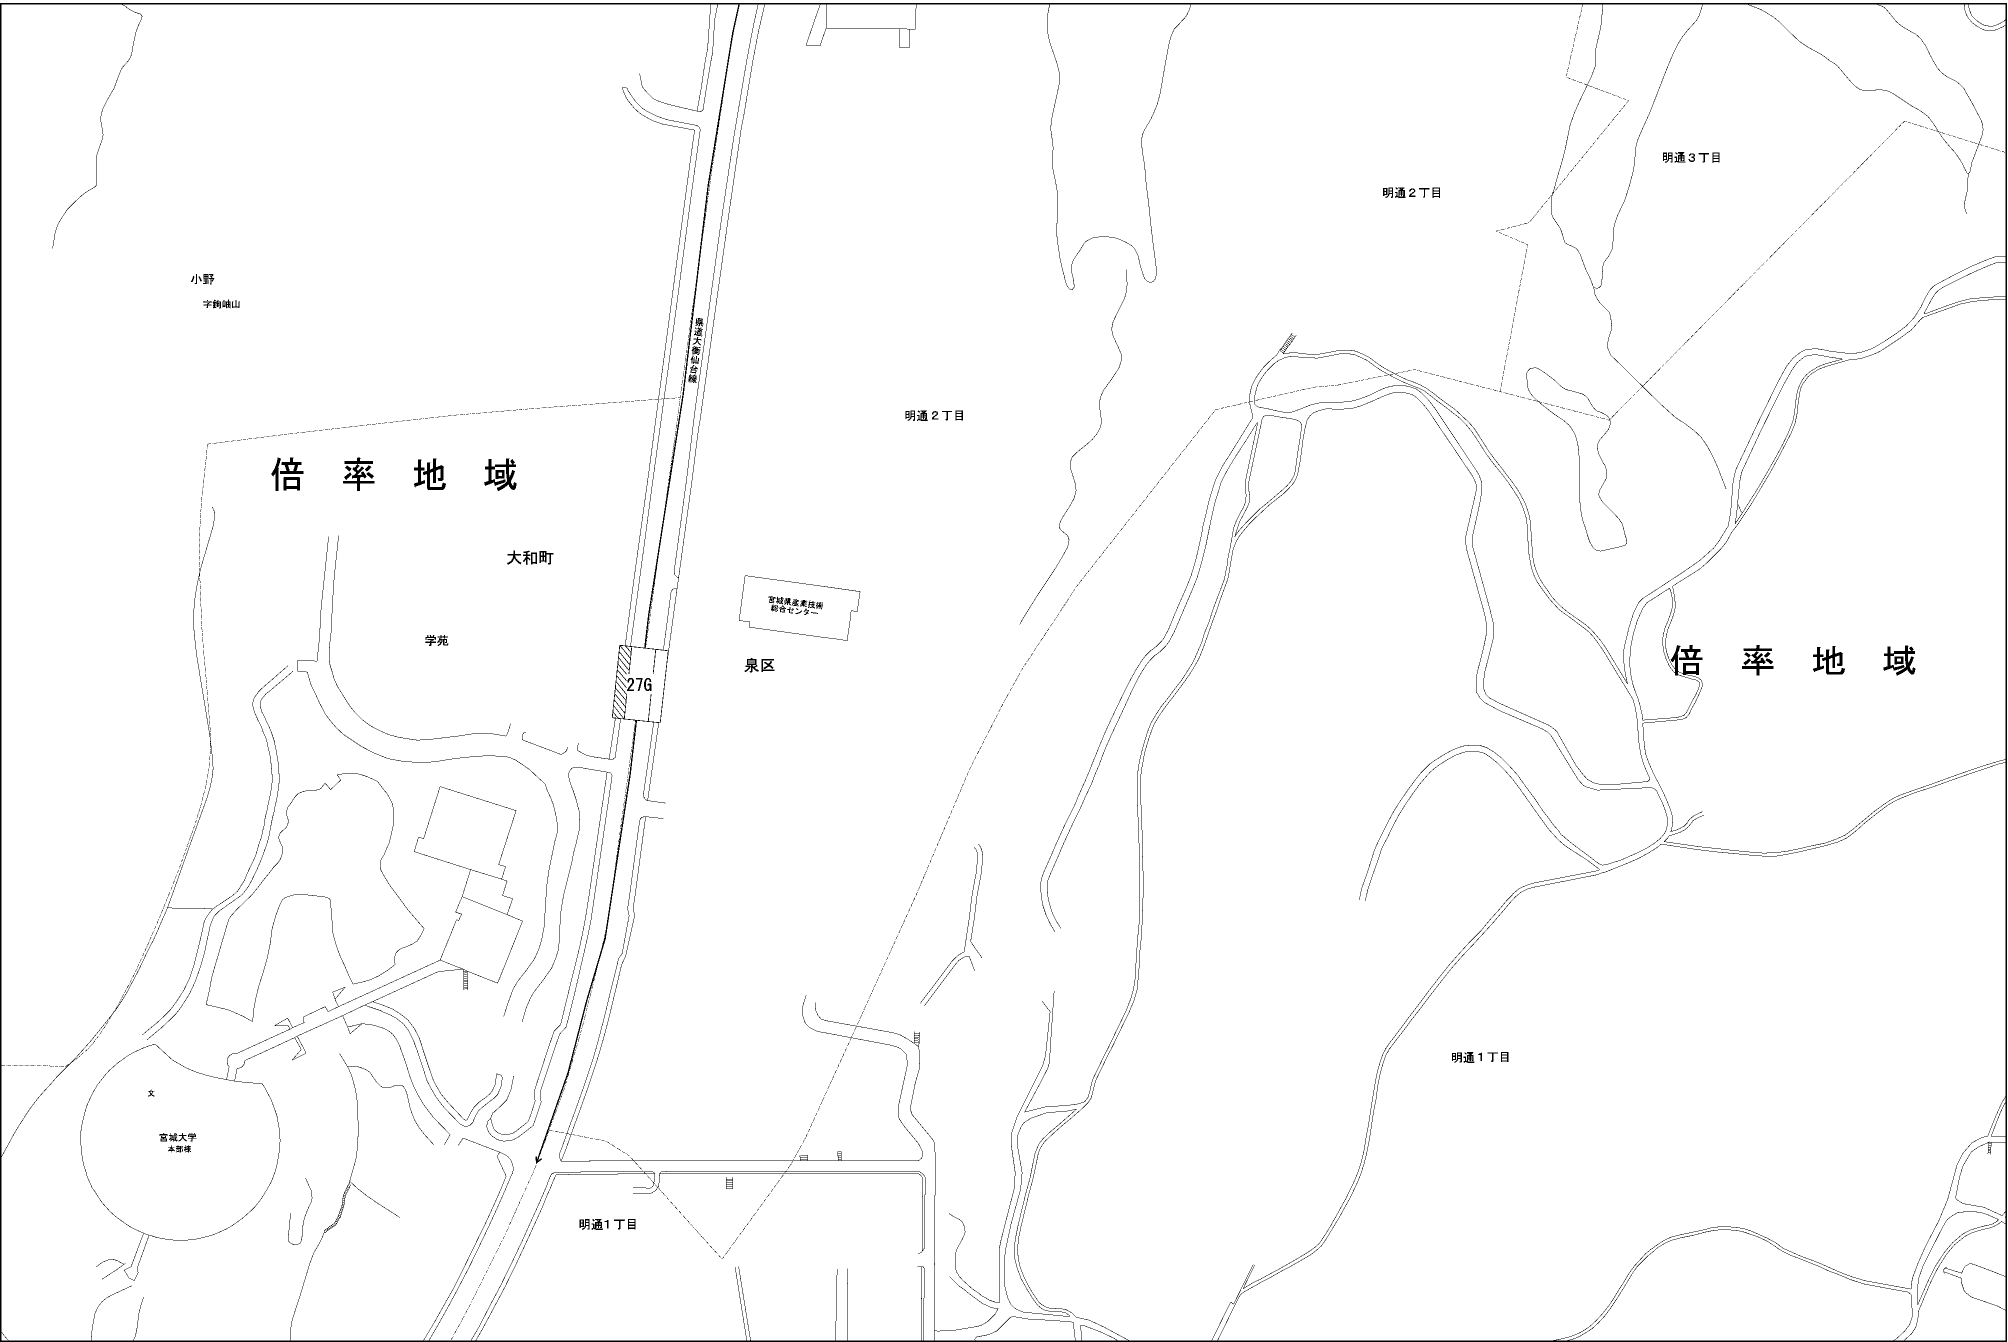 明通３丁目
明通２丁目
小野
字鉤岫山
県道大衡仙台線
明通２丁目
倍率地域
大和町
宮城県産業技術
総合センター
学苑
泉区
倍率地域
27G
明通１丁目
文
宮城大学
本部棟
明通１丁目